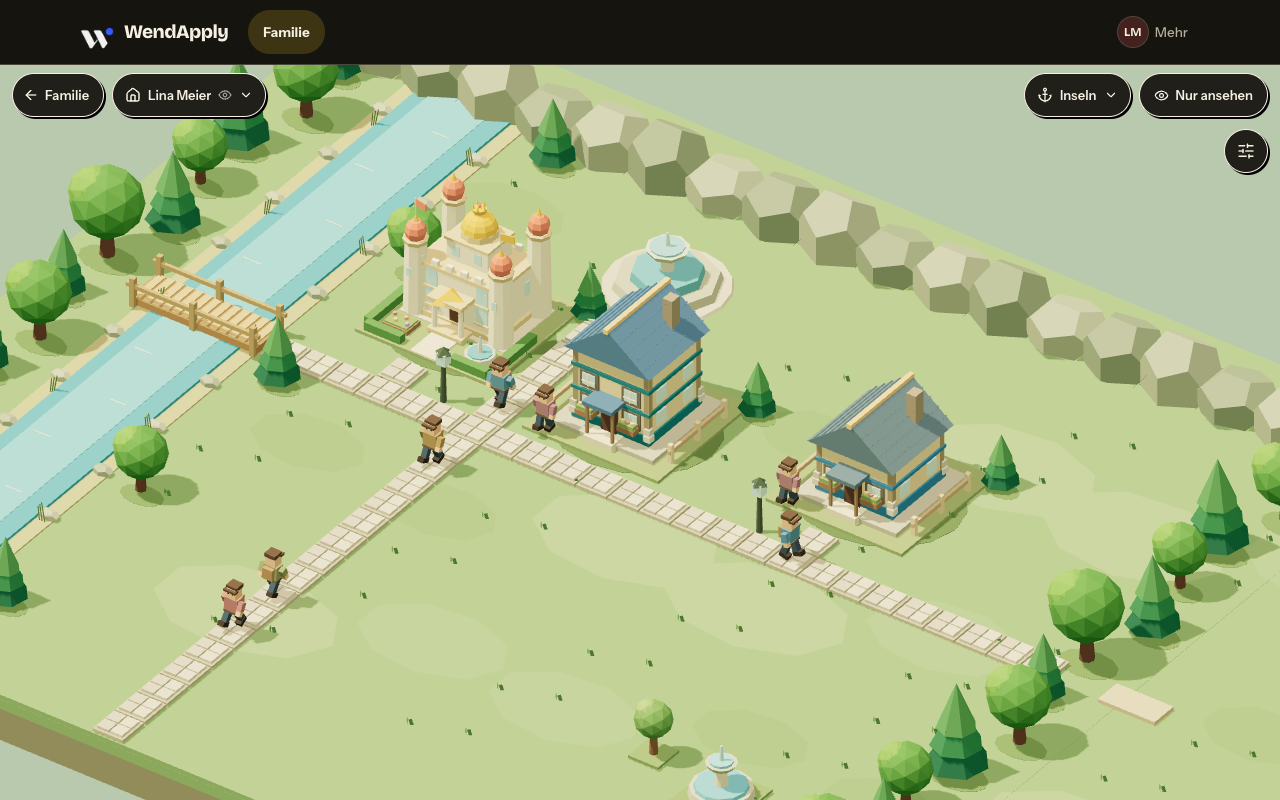 WendApply
Familie
LM
Mehr
Familie
Lina Meier
Inseln
Nur ansehen